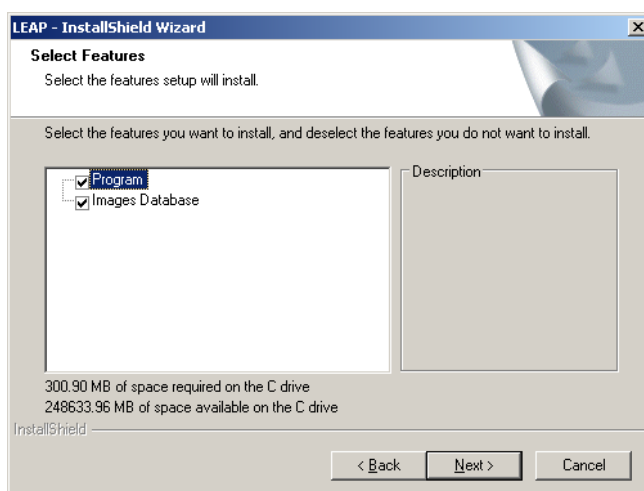 LEAP - InstallShield Wizard
Select Features
Select the features setup will install.
Select the features you want to install, and deselect the features you do not want to install.
Program
Images Database
Description
300.90 MB of space required on the C drive
248633.96 MB of space available on the C drive
InstallShield
< Back
Next >
Cancel